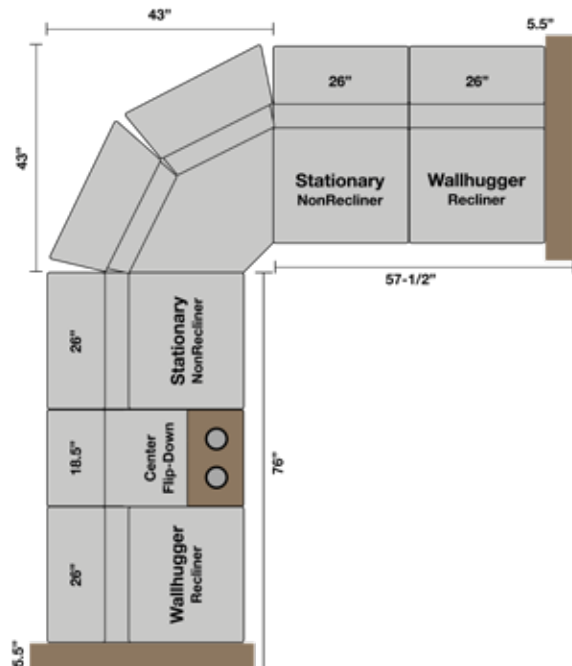 43"
5.5"
43"
26"
26"
Stationary
NonRecliner
Wallhugger
Recliner
57-1/2"
26"
Stationary
NonRecliner
18.5"
Center
Flip-Down
76"
26"
Wallhugger
Recliner
5.5"